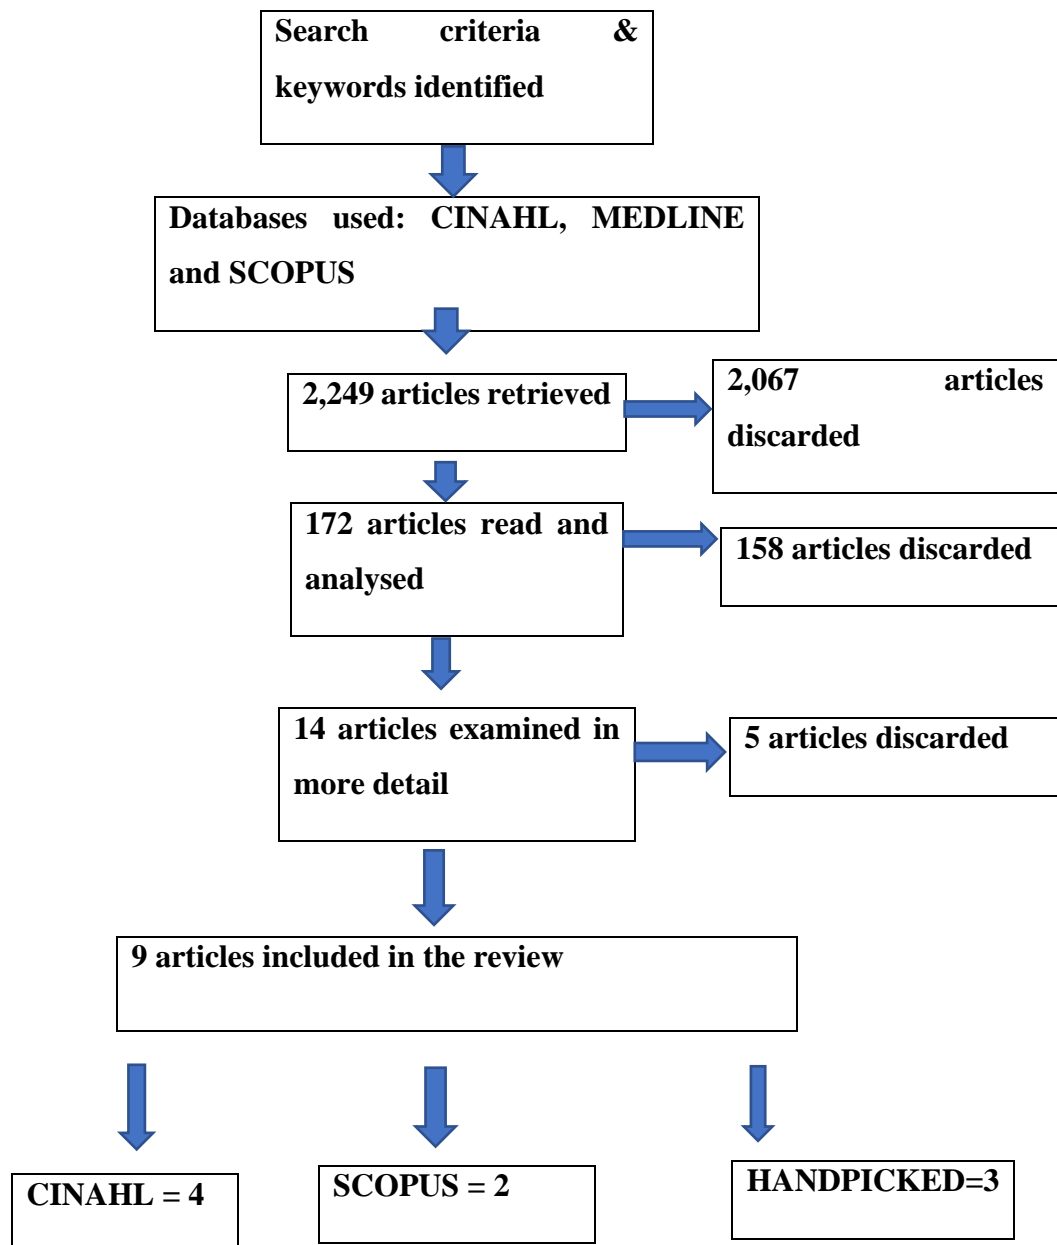 Search criteria &
keywords identified
Databases used: CINAHL, MEDLINE
and SCOPUS
2,249 articles retrieved
2,067 articles
discarded
172 articles read and
analysed
158 articles discarded
14 articles examined in
more detail
5 articles discarded
9 articles included in the review
CINAHL = 4
SCOPUS = 2
HANDPICKED=3